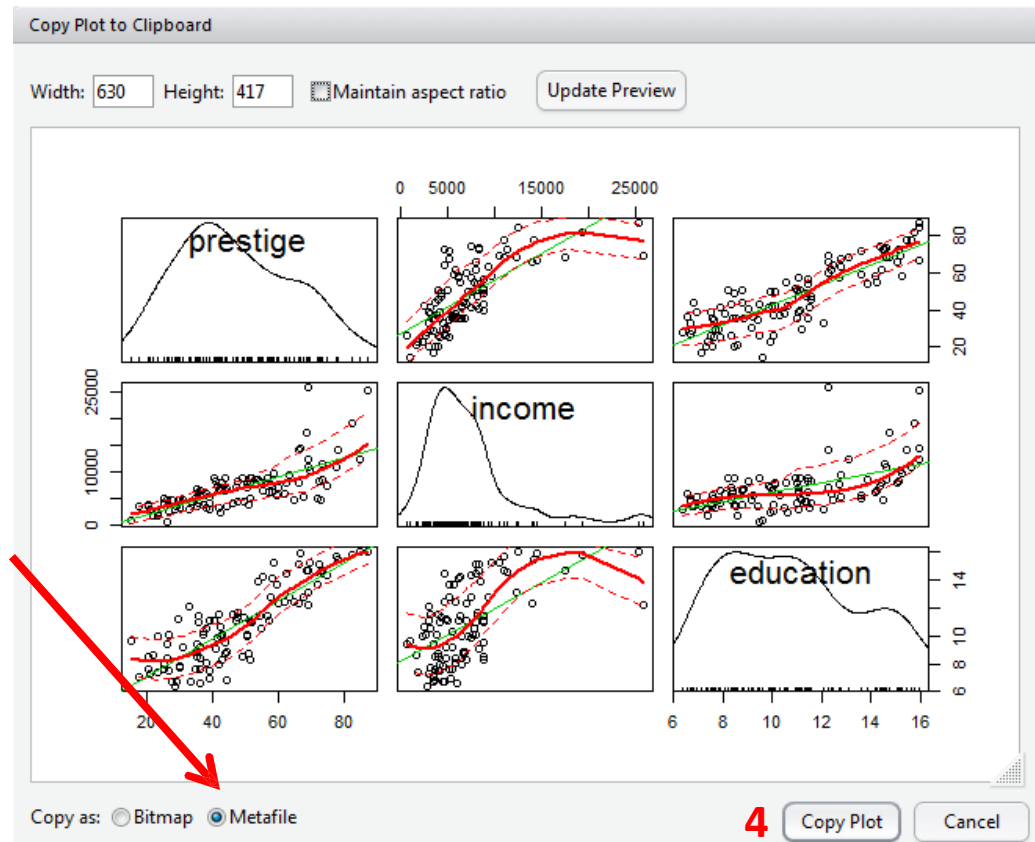 Copy Plot to Clipboard
Width: 630 Height: 417 Maintain aspect ratio Update Preview
0 5000 15000 25000
prestige
80
60
40
20
25000
10000
0
income
education
14
10
8
6
20 40 60 80
6 8 10 12 14 16
Copy as: Bitmap Metafile
4 Copy Plot Cancel